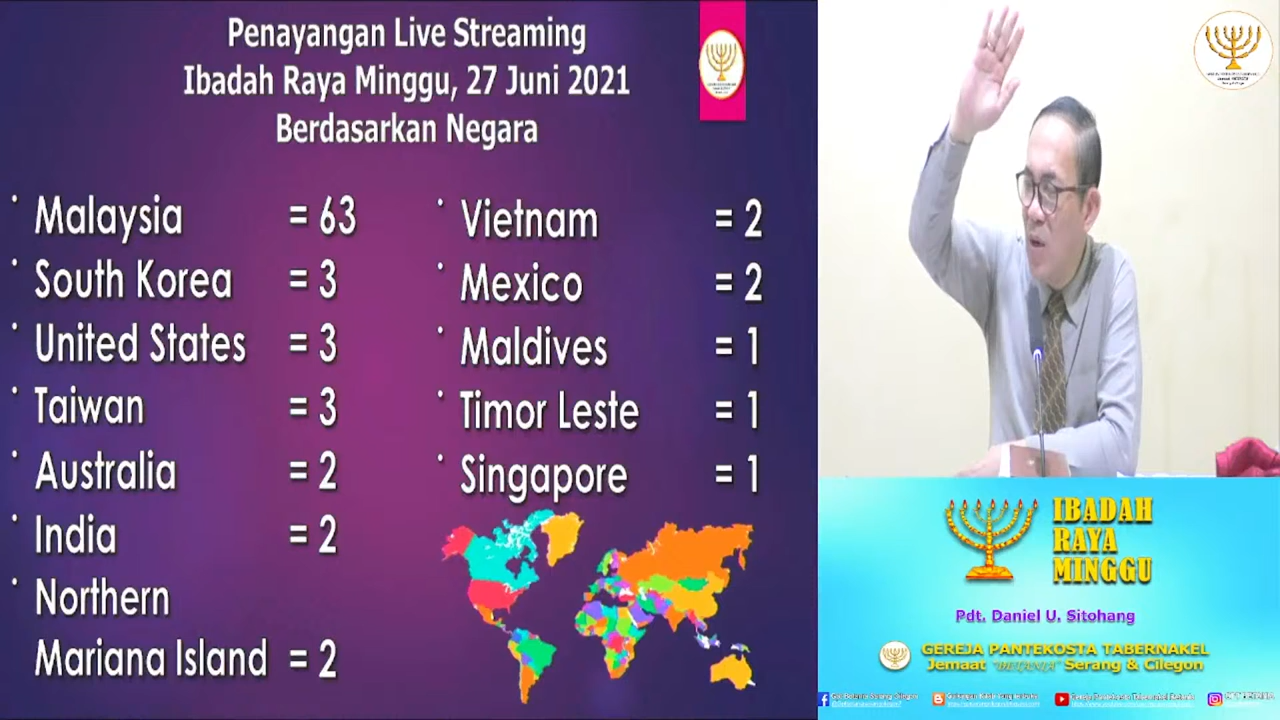 Penayangan Live Streaming
Ibadah Raya Minggu, 27 Juni 2021
Berdasarkan Negara
Malaysia = 63
South Korea = 3
United States = 3
Taiwan = 3
Australia = 2
India = 2
Northern
Mariana Island = 2
Vietnam = 2
Mexico = 2
Maldives = 1
Timor Leste = 1
Singapore = 1
IBADAH
RAYA
MINGGU
Pdt. Daniel U. Sitohang
GEREJA PANTEKOSTA TABERNAKEL
Jemaat "BETANIA" Serang & Cilegon